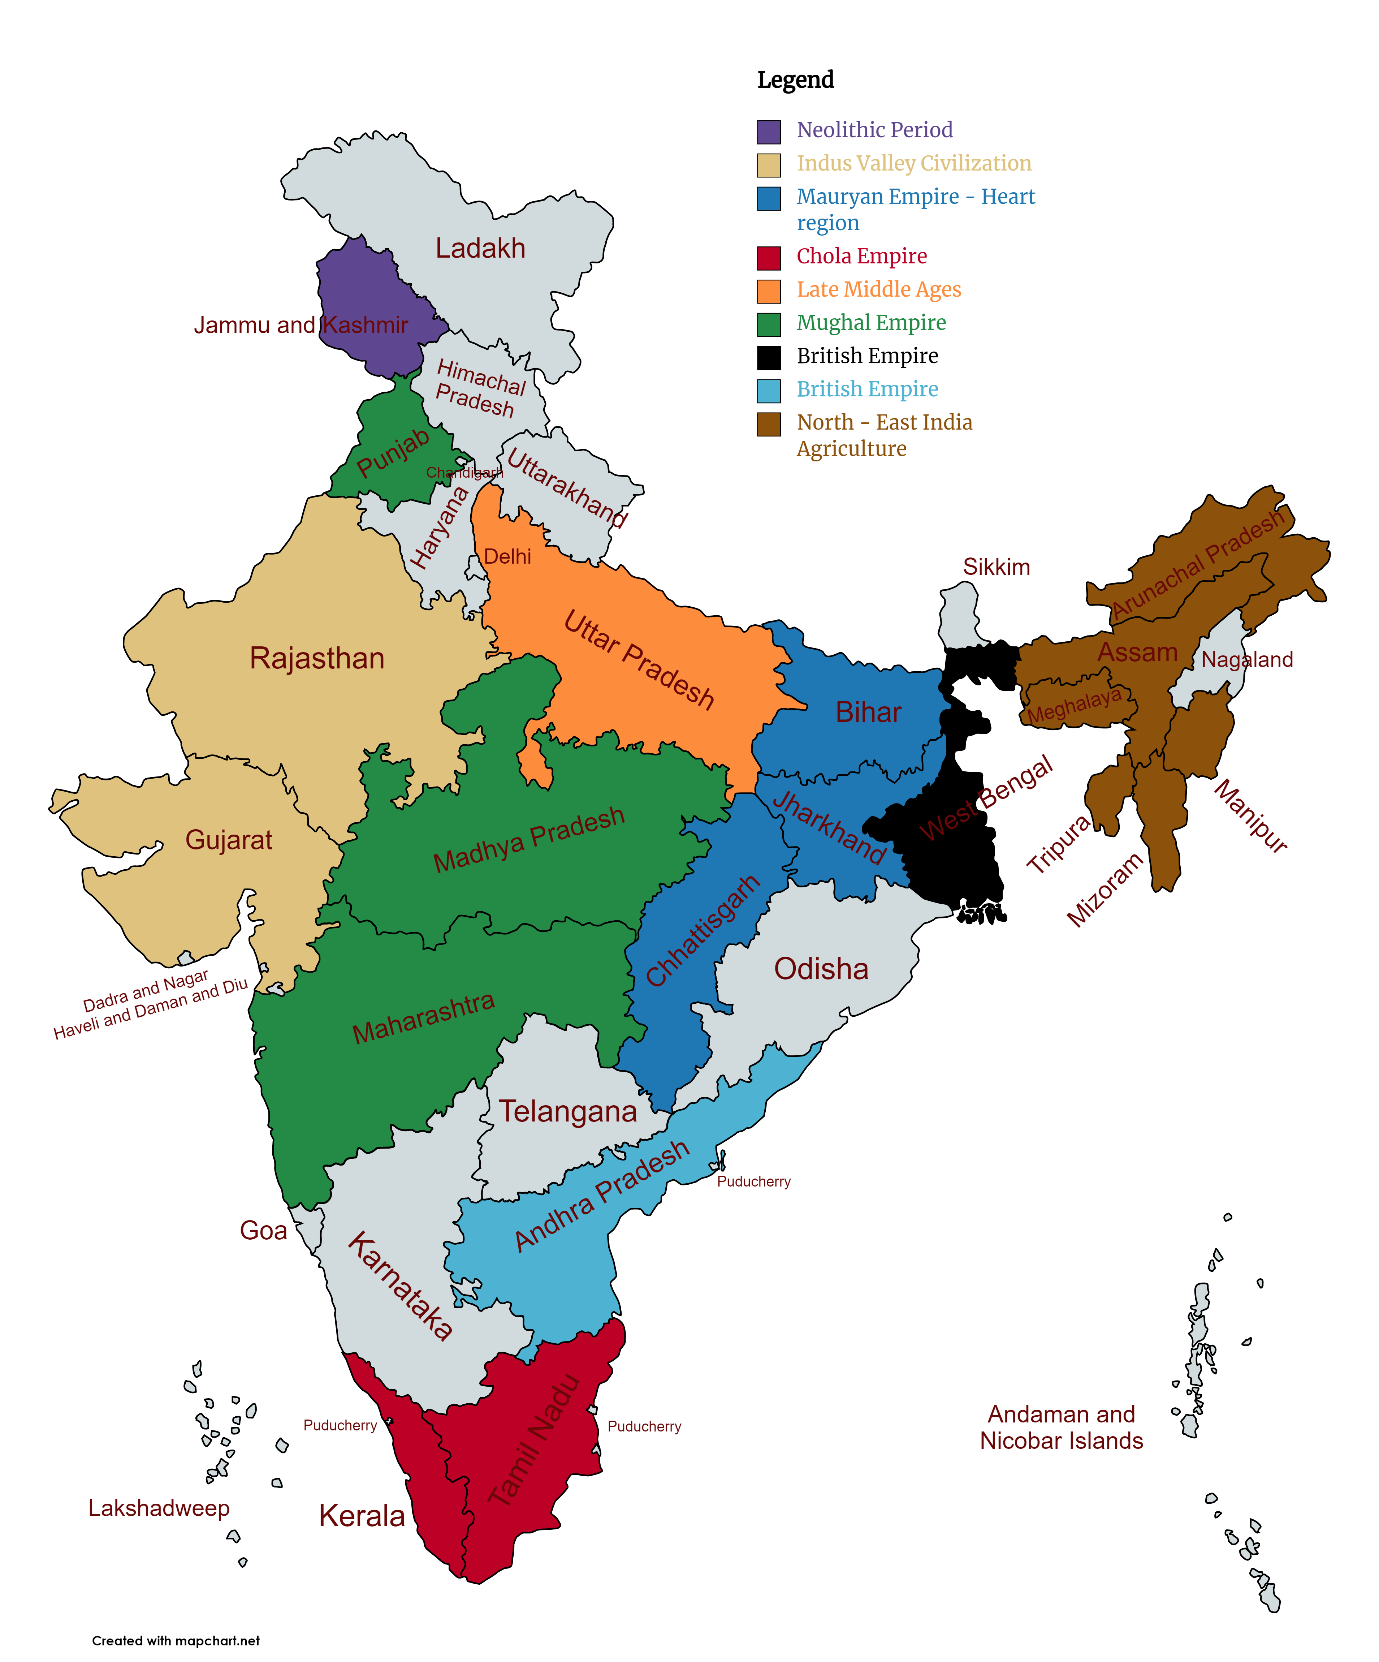 Legend
Neolithic Period
Indus Valley Civilization
Mauryan Empire - Heart
region
Chola Empire
Late Middle Ages
Mughal Empire
British Empire
British Empire
North - East India
Agriculture
Ladakh
Jammu and Kashmir
Himachal
Pradesh
Punjab
Chandigarh
Uttarakhand
Haryana
Delhi
Arunachal Pradesh
Sikkim
Uttar Pradesh
Rajasthan
Assam
Nagaland
Meghalaya
Bihar
West Bengal
Manipur
Tripura
Mizoram
Jharkhand
Gujarat
Madhya Pradesh
Chhattisgarh
Odisha
Dadra and Nagar
Haveli and Daman and Diu
Maharashtra
Telangana
Andhra Pradesh
Puducherry
Goa
Karnataka
Tamil Nadu
Puducherry
Puducherry
Andaman and
Nicobar Islands
Lakshadweep
Kerala
Created with mapchart.net